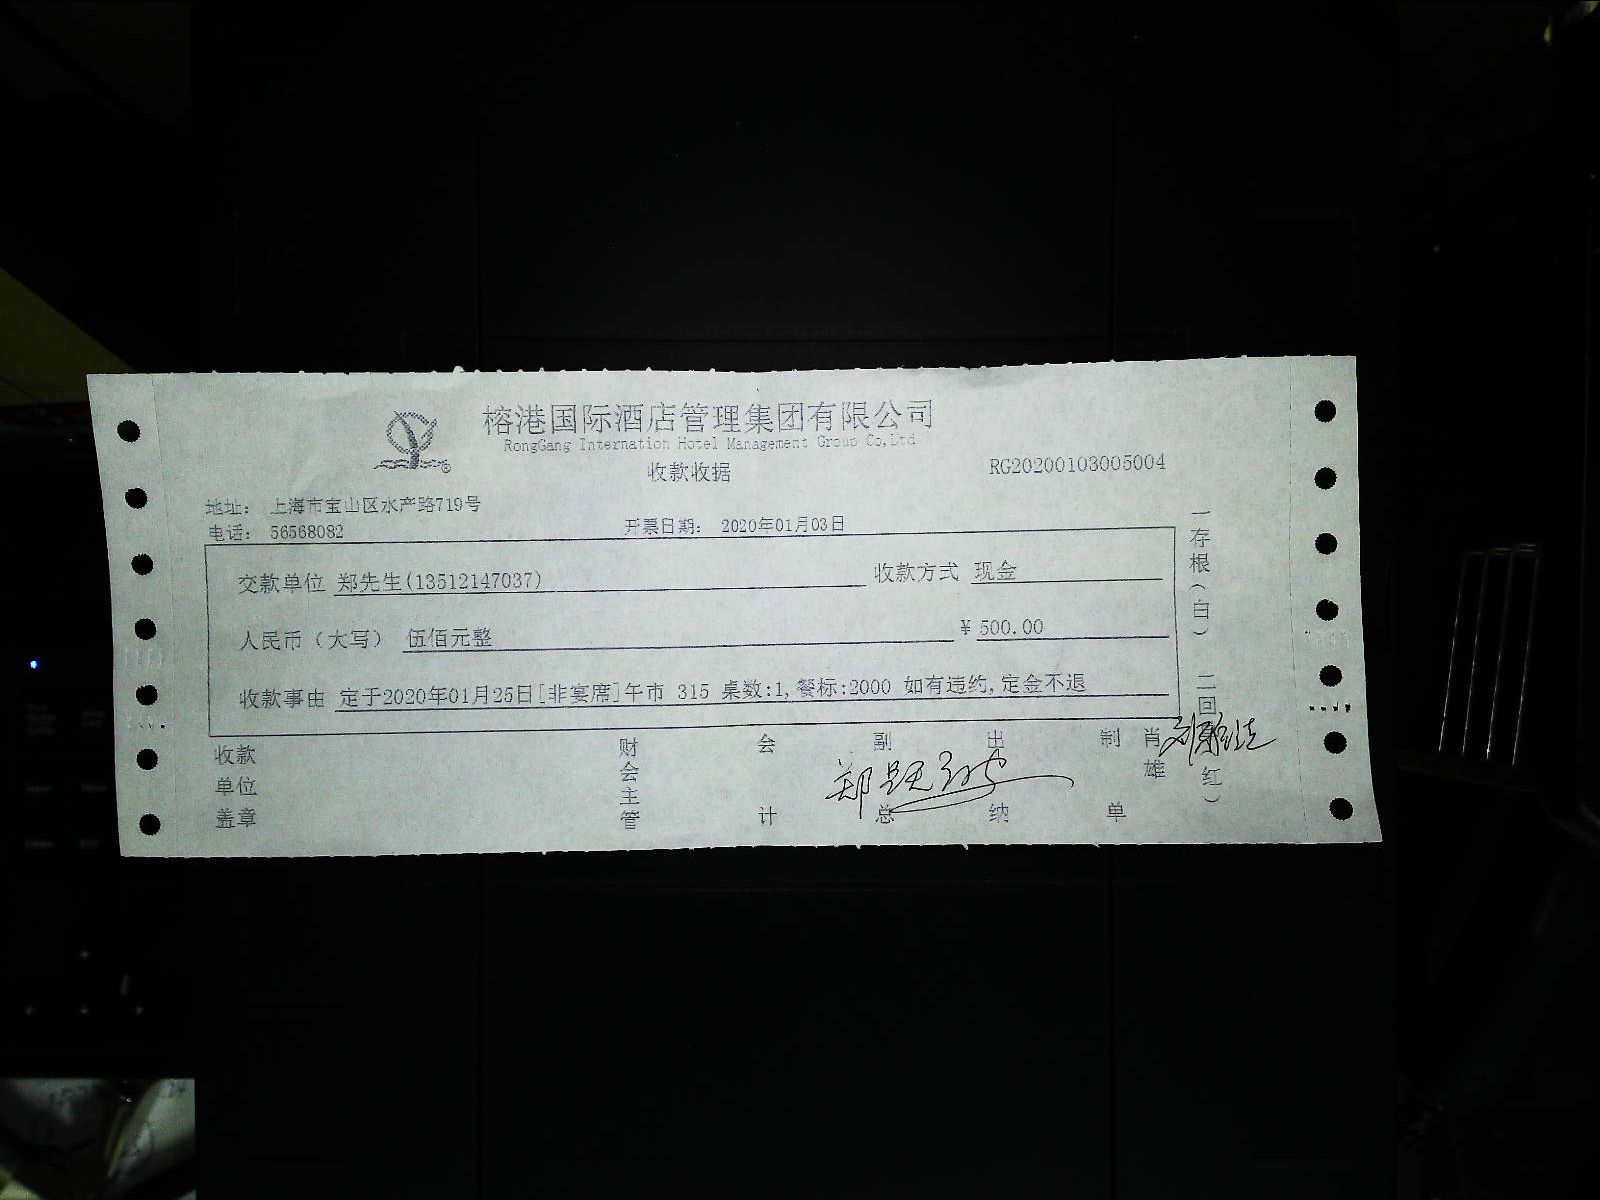 榕港国际酒店管理集团有限公司
RongGang Internation Hotel Management Group Co,Ltd
收款收据
RG20200103005004
地址： 上海市宝山区水产路719号
电话： 56568082
开票日期： 2020年01月03日
交款单位 郑先生(13512147037)
收款方式 现金
人民币（大写） 伍佰元整
¥ 500.00
收款事由 定于2020年01月25日[非宴席]午市 315 桌数:1,餐标:2000 如有违约,定金不退
收款单位盖章
财会主管
会计
副总
出纳
制单
肖雄
一存根(白) 二回 红)